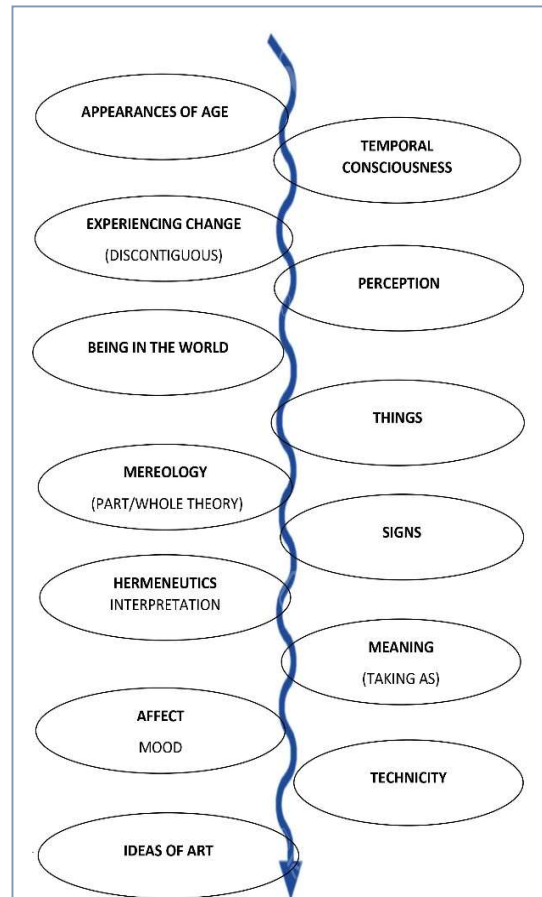 APPEARANCES OF AGE
TEMPORAL
CONSCIOUSNESS
EXPERIENCING CHANGE
(DISCONTIGUOUS)
PERCEPTION
BEING IN THE WORLD
THINGS
MEREOLOGY
(PART/WHOLE THEORY)
SIGNS
HERMENEUTICS
INTERPRETATION
MEANING
(TAKING AS)
AFFECT
MOOD
TECHNICITY
IDEAS OF ART